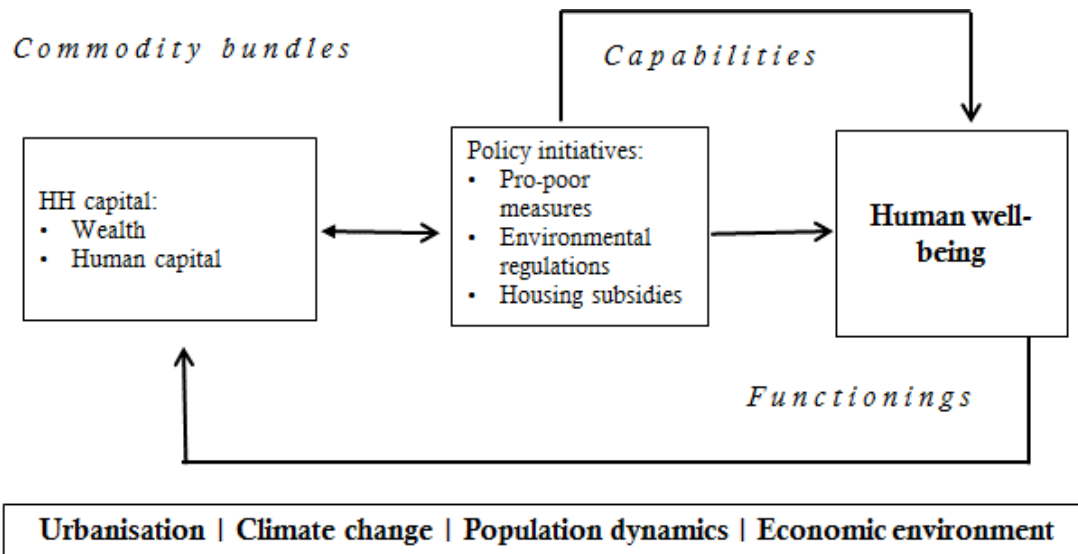 Commodity bundles
Capabilities
HH capital:
• Wealth
• Human capital
Policy initiatives:
• Pro-poor
measures
• Environmental
regulations
• Housing subsidies
Human well-
being
Functionings
Urbanisation | Climate change | Population dynamics | Economic environment